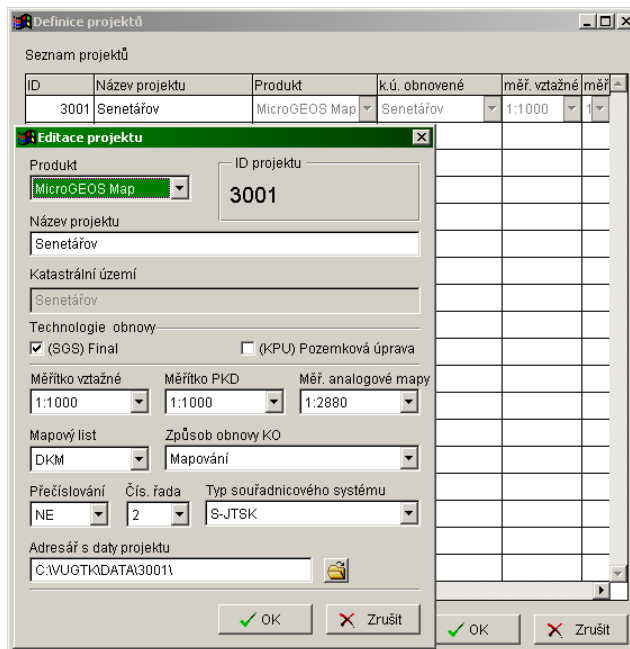 Definice projektů
Seznam projektů
ID Název projektu Produkt k.ú. obnovené měř. vztažné měř
3001 Senetářov MicroGEOS Map Senetářov 1:1000 1
Editace projektu
Produkt ID projektu
MicroGEOS Map 3001
Název projektu
Senetářov
Katastrální území
Senetářov
Technologie obnovy
(SGS) Final (KPU) Pozemková úprava
Měřítko vztažné Měřítko PKD Měř. analogové mapy
1:1000 1:1000 1:2880
Mapový list Způsob obnovy KO
DKM Mapování
Přečíslování Čís. řada Typ souřadnicového systému
NE 2 S-JTSK
Adresář s daty projektu
C:\VUGTK\DATA\3001\
OK Zrušit
OK Zrušit